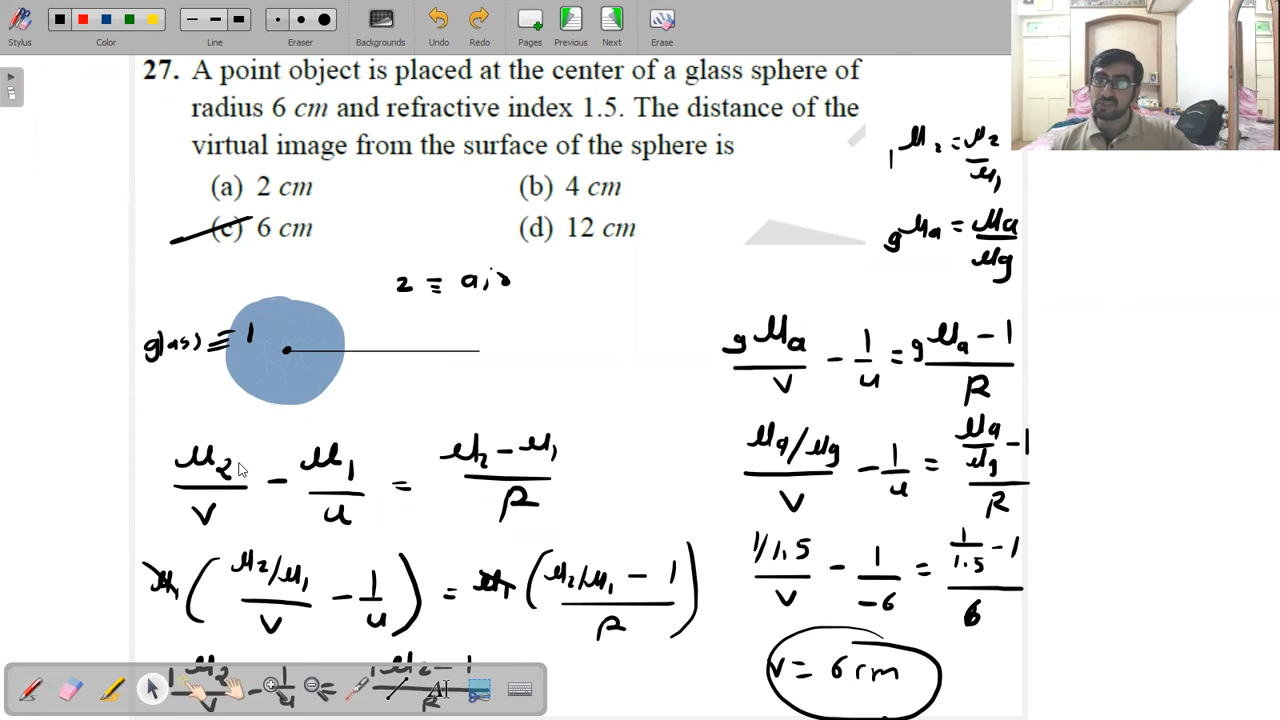 Stylus Color Line Eraser Backgrounds Undo Redo Pages Previous Next Erase
27. A point object is placed at the center of a glass sphere of
radius 6 cm and refractive index 1.5. The distance of the
virtual image from the surface of the sphere is
(a) 2 cm (b) 4 cm
(c) 6 cm (d) 12 cm
2 ≡ air
glass ≡ 1
μ2/v - μ1/u = μ2 - μ1/R
μ1 (μ2/μ1/v - 1/u) = μ1 (μ2/μ1 - 1/R)
1μ2/v - 1/u = 1μ2 - 1/R
1μ2 = μ2/μ1
gμa = μa/μg
gμa/v - 1/u = gμa - 1/R
μa/μg/v - 1/u = μa/μg - 1/R
1/1.5/v - 1/-6 = 1/1.5 - 1/6
v = 6 cm